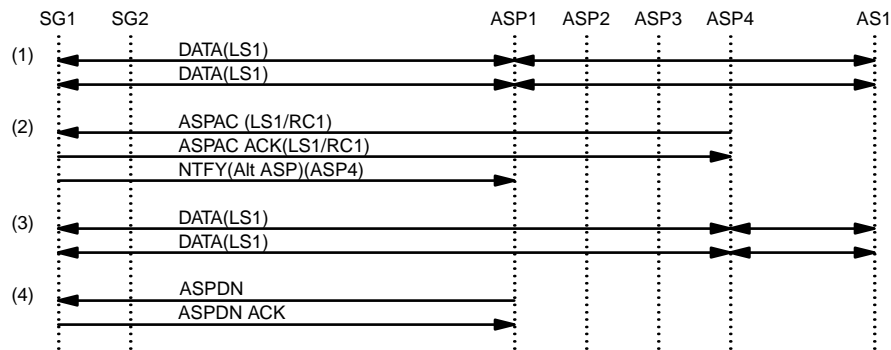 SG1 SG2 ASP1 ASP2 ASP3 ASP4 AS1
(1) DATA(LS1)
DATA(LS1)
(2) ASPAC (LS1/RC1)
ASPAC ACK(LS1/RC1)
NTFY(Alt ASP)(ASP4)
(3) DATA(LS1)
DATA(LS1)
(4) ASPDN
ASPDN ACK